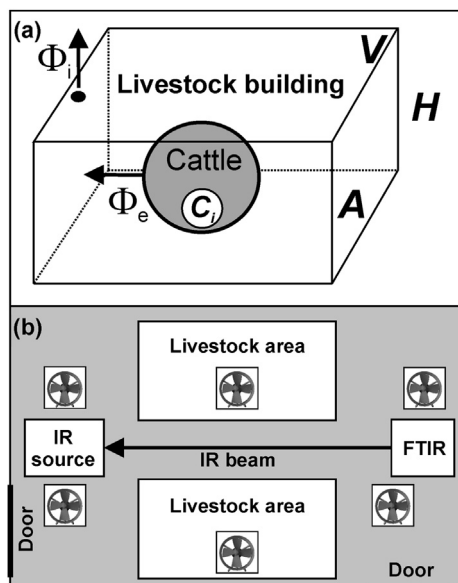 (a)
Φi
V
Livestock building
H
Cattle
A
Φe
Ci
(b)
Livestock area
IR
source
IR beam
FTIR
Livestock area
Door
Door